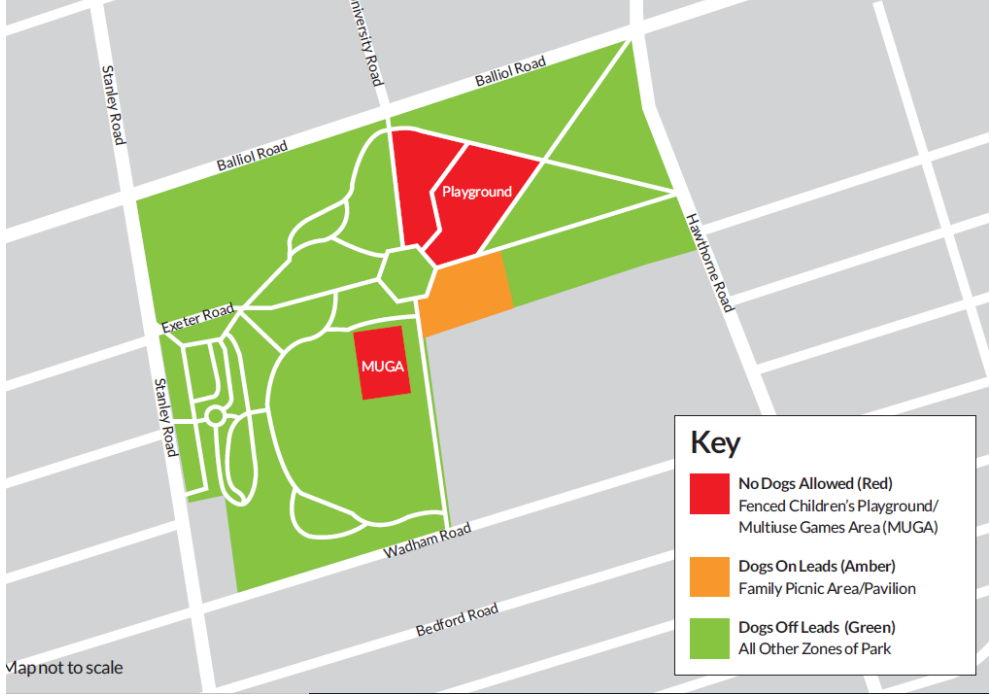 University Road
Balliol Road
Stanley Road
Balliol Road
Playground
Hawthorne Road
Exeter Road
MUGA
Stanley Road
Wadham Road
Bedford Road
Map not to scale
Key
No Dogs Allowed (Red)
Fenced Children's Playground/
Multiuse Games Area (MUGA)
Dogs On Leads (Amber)
Family Picnic Area/Pavilion
Dogs Off Leads (Green)
All Other Zones of Park